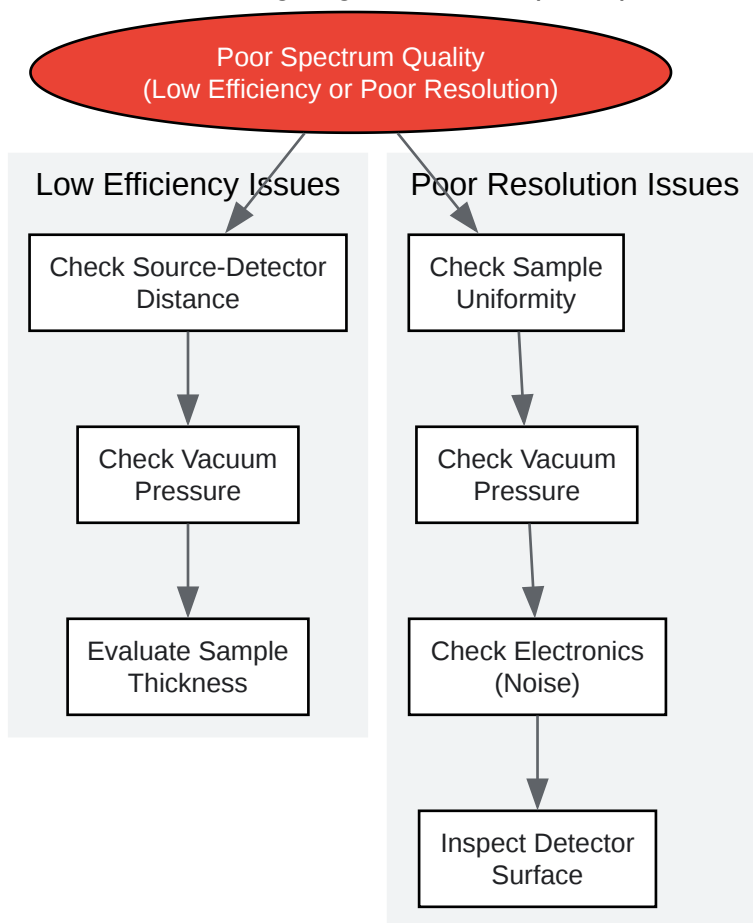 Poor Spectrum Quality
(Low Efficiency or Poor Resolution)
Low Efficiency Issues
Check Source-Detector
Distance
Check Vacuum
Pressure
Evaluate Sample
Thickness
Poor Resolution Issues
Check Sample
Uniformity
Check Vacuum
Pressure
Check Electronics
(Noise)
Inspect Detector
Surface